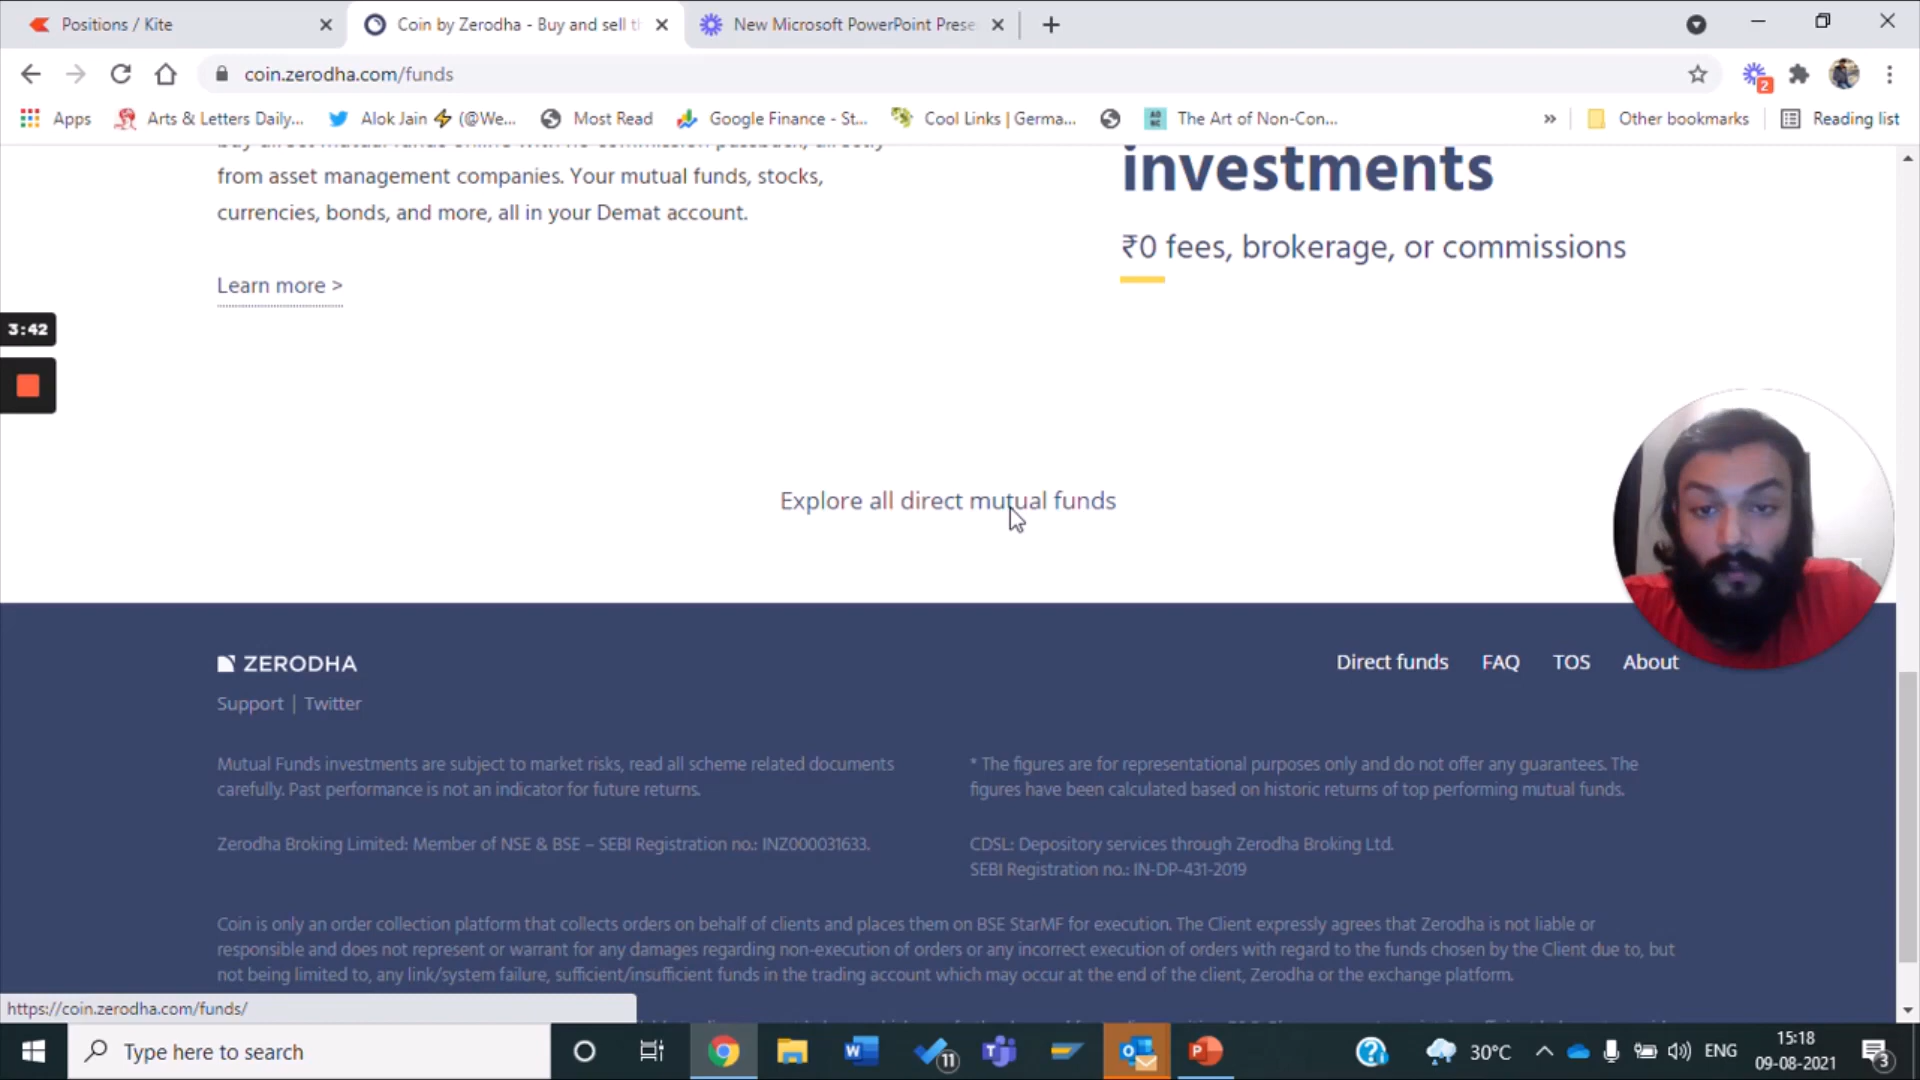 Positions / Kite
Coin by Zerodha - Buy and sell t
New Microsoft PowerPoint Prese
coin.zerodha.com/funds
2
Apps
Arts & Letters Daily...
Alok Jain ⚡ (@We...
Most Read
Google Finance - St...
Cool Links | Germa...
The Art of Non-Con...
»
Other bookmarks
Reading list
buy direct mutual funds online with no commission passback, directly
from asset management companies. Your mutual funds, stocks,
currencies, bonds, and more, all in your Demat account.
Learn more >
investments
₹0 fees, brokerage, or commissions
3:42
Explore all direct mutual funds
ZERODHA
Support | Twitter
Direct funds FAQ TOS About
Mutual Funds investments are subject to market risks, read all scheme related documents
carefully. Past performance is not an indicator for future returns.
* The figures are for representational purposes only and do not offer any guarantees. The
figures have been calculated based on historic returns of top performing mutual funds.
Zerodha Broking Limited: Member of NSE & BSE – SEBI Registration no.: INZ000031633.
CDSL: Depository services through Zerodha Broking Ltd.
SEBI Registration no.: IN-DP-431-2019
Coin is only an order collection platform that collects orders on behalf of clients and places them on BSE StarMF for execution. The Client expressly agrees that Zerodha is not liable or
responsible and does not represent or warrant for any damages regarding non-execution of orders or any incorrect execution of orders with regard to the funds chosen by the Client due to, but
not being limited to, any link/system failure, sufficient/insufficient funds in the trading account which may occur at the end of the client, Zerodha or the exchange platform.
https://coin.zerodha.com/funds/
Type here to search
11
30°C
ENG
15:18
09-08-2021
3